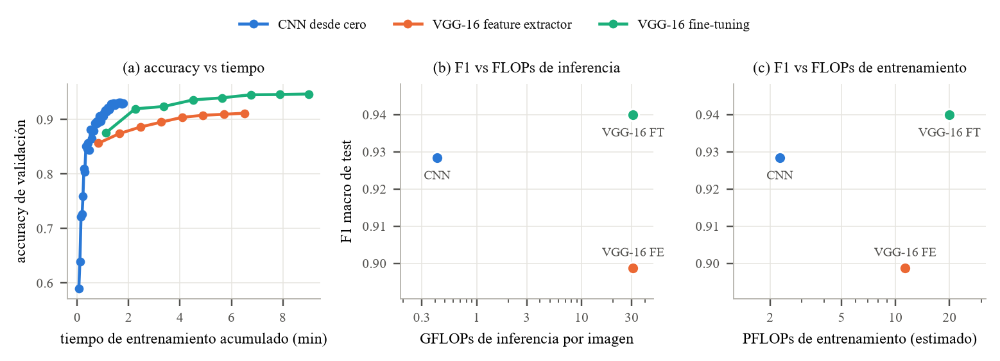 CNN desde cero
VGG-16 feature extractor
VGG-16 fine-tuning
(a) accuracy vs tiempo
accuracy de validación
0.9
0.8
0.7
0.6
0 2 4 6 8
tiempo de entrenamiento acumulado (min)
(b) F1 vs FLOPs de inferencia
F1 macro de test
0.94
0.93
0.92
0.91
0.90
VGG-16 FT
CNN
VGG-16 FE
0.3 1 3 10 30
GFLOPs de inferencia por imagen
(c) F1 vs FLOPs de entrenamiento
0.94
0.93
0.92
0.91
0.90
VGG-16 FT
CNN
VGG-16 FE
2 5 10 20
PFLOPs de entrenamiento (estimado)